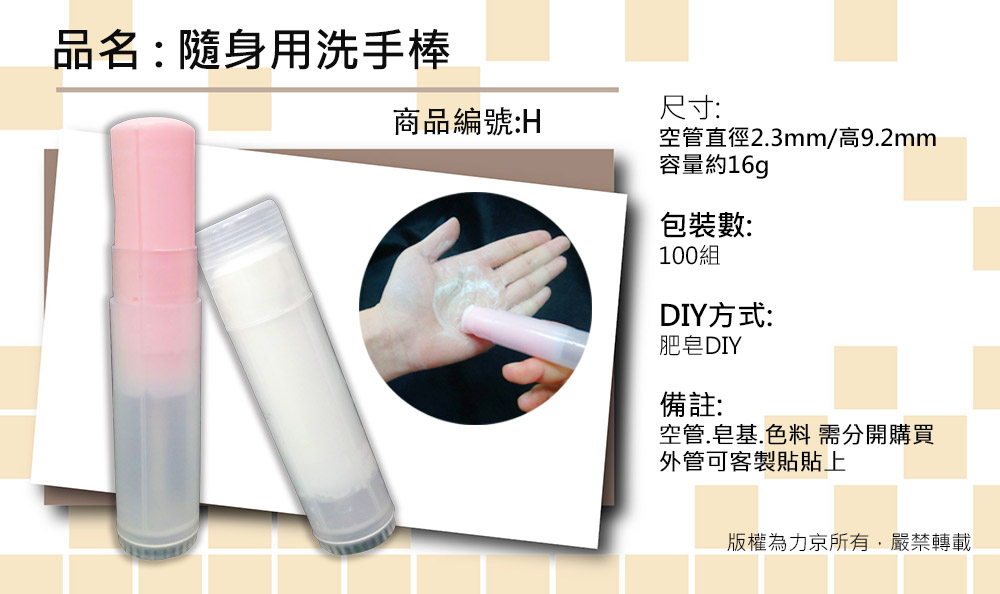 品名 : 隨身用洗手棒
商品編號:H
尺寸:
空管直徑2.3mm/高9.2mm
容量約16g
包裝數:
100組
DIY方式:
肥皂DIY
備註:
空管.皂基.色料 需分開購買
外管可客製貼貼上
版權為力京所有，嚴禁轉載